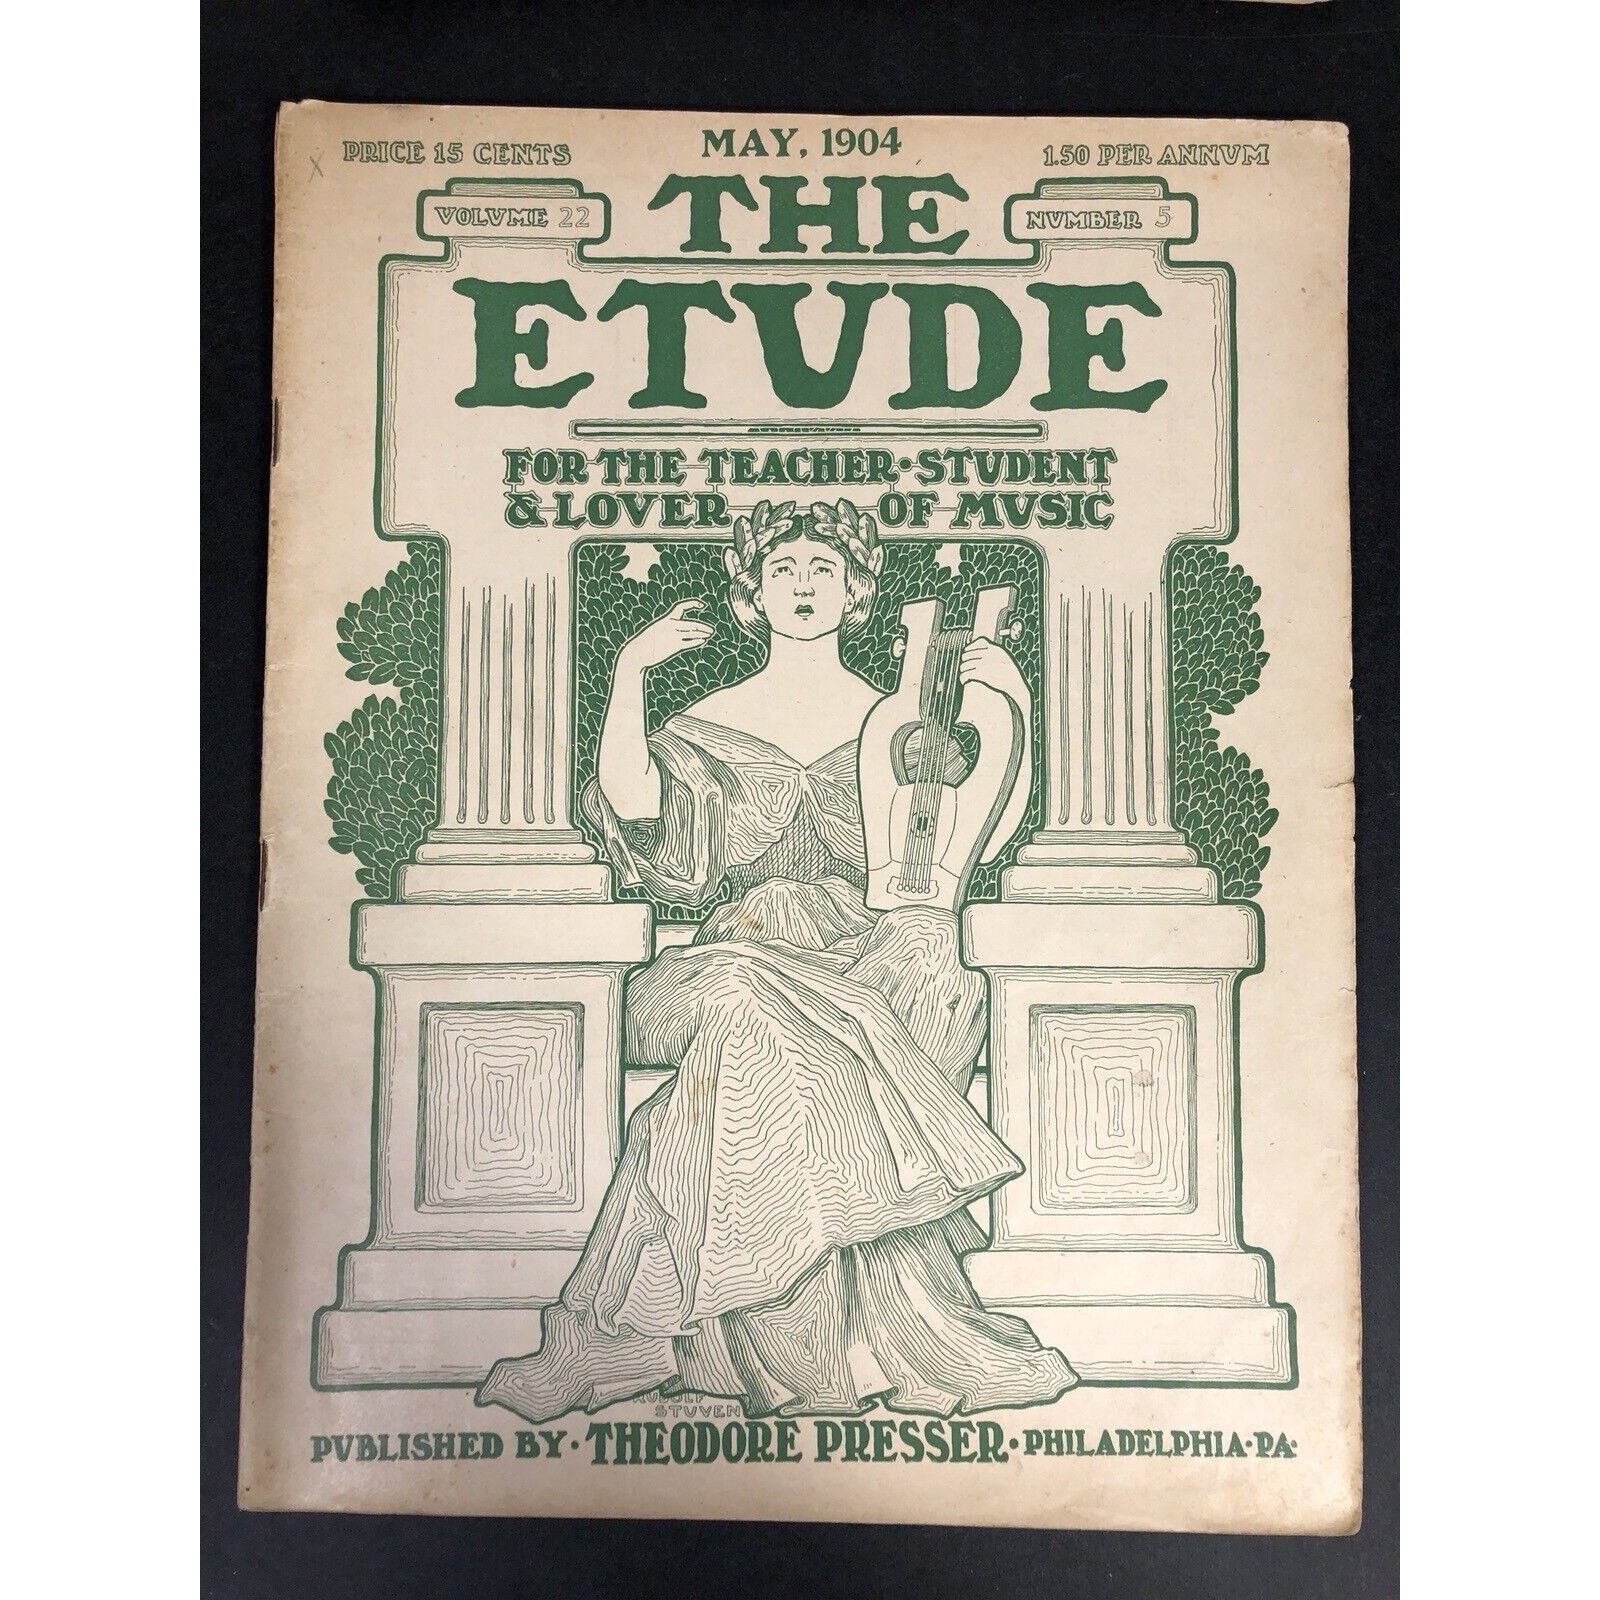 MAY, 1904
PRICE 15 CENTS
1.50 PER ANNVM
VOLVME 22
NVMBER 5
THE
ETVDE
FOR THE TEACHER·STVDENT
& LOVER OF MVSIC
RUDOLF
STUVEN
PVBLISHED BY·THEODORE PRESSER·PHILADELPHIA·PA·